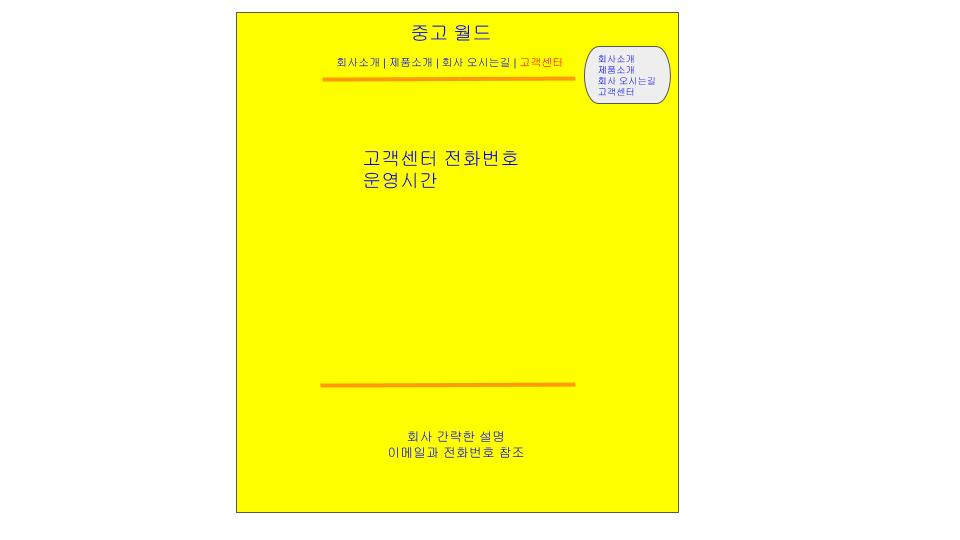 중고 월드
회사소개 | 제품소개 | 회사 오시는길 | 고객센터
회사소개
제품소개
회사 오시는길
고객센터
고객센터 전화번호
운영시간
회사 간략한 설명
이메일과 전화번호 참조